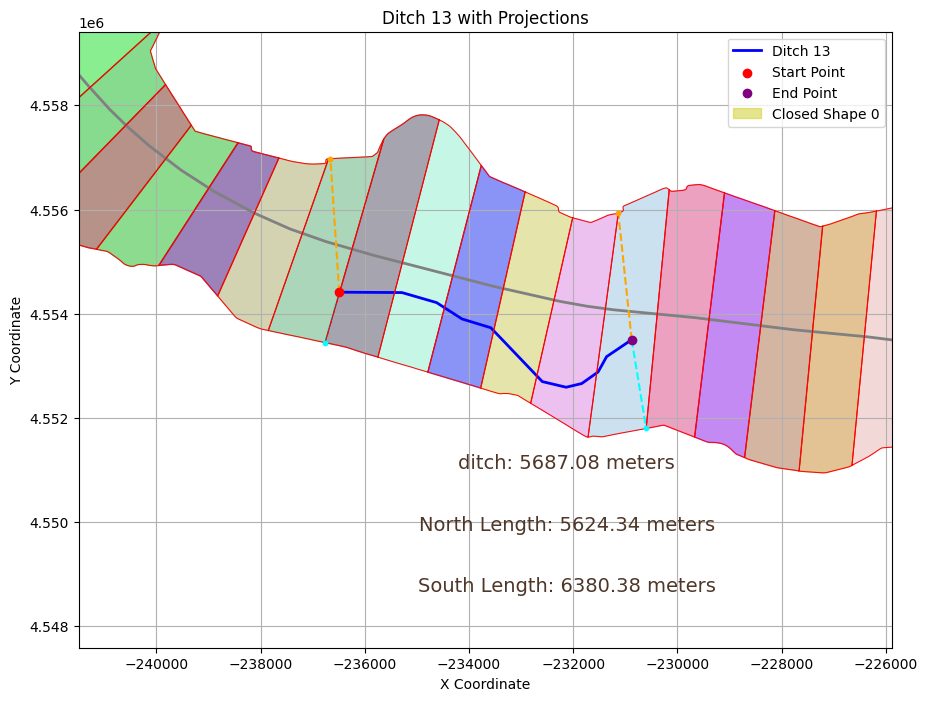 Ditch 13 with Projections
1e6
Ditch 13
Start Point
End Point
Closed Shape 0
4.558
4.556
4.554
4.552
4.550
4.548
Y Coordinate
ditch: 5687.08 meters
North Length: 5624.34 meters
South Length: 6380.38 meters
−240000 −238000 −236000 −234000 −232000 −230000 −228000 −226000
X Coordinate